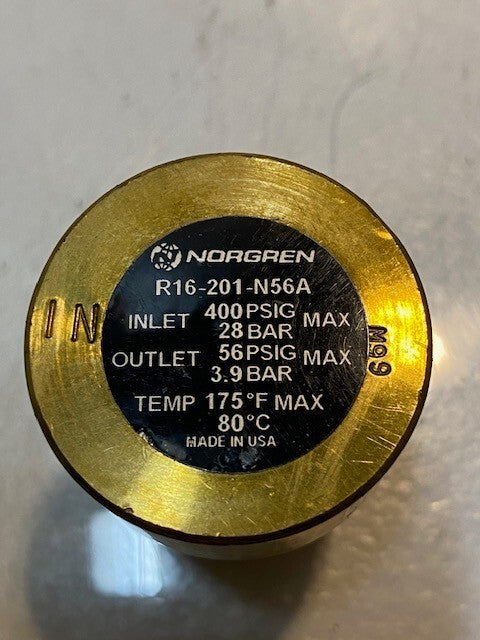 NORGREN
R16-201-N56A
INLET 400 PSIG MAX
28 BAR
OUTLET 56 PSIG MAX
3.9 BAR
TEMP 175°F MAX
80°C
MADE IN USA
IN
M99